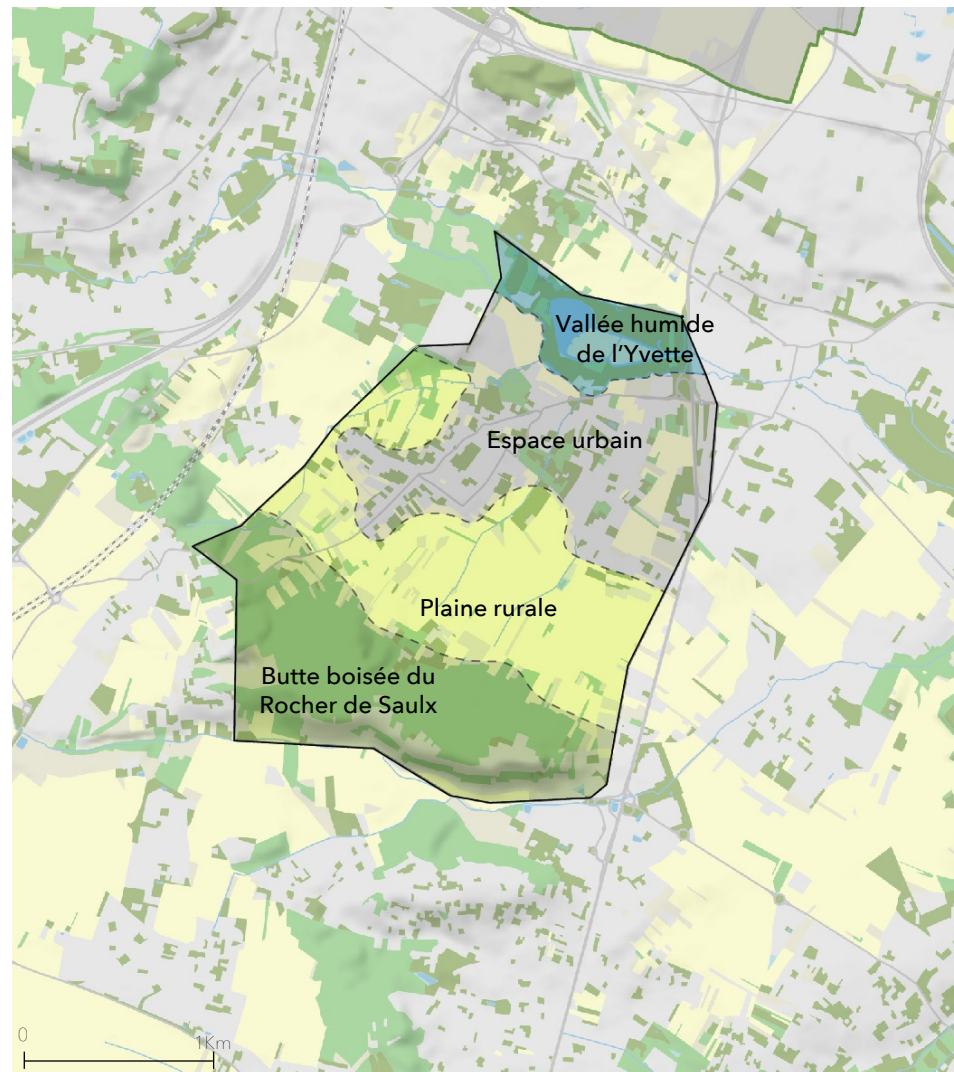 Vallée humide
de l'Yvette
Espace urbain
Plaine rurale
Butte boisée du
Rocher de Saulx
0
1Km